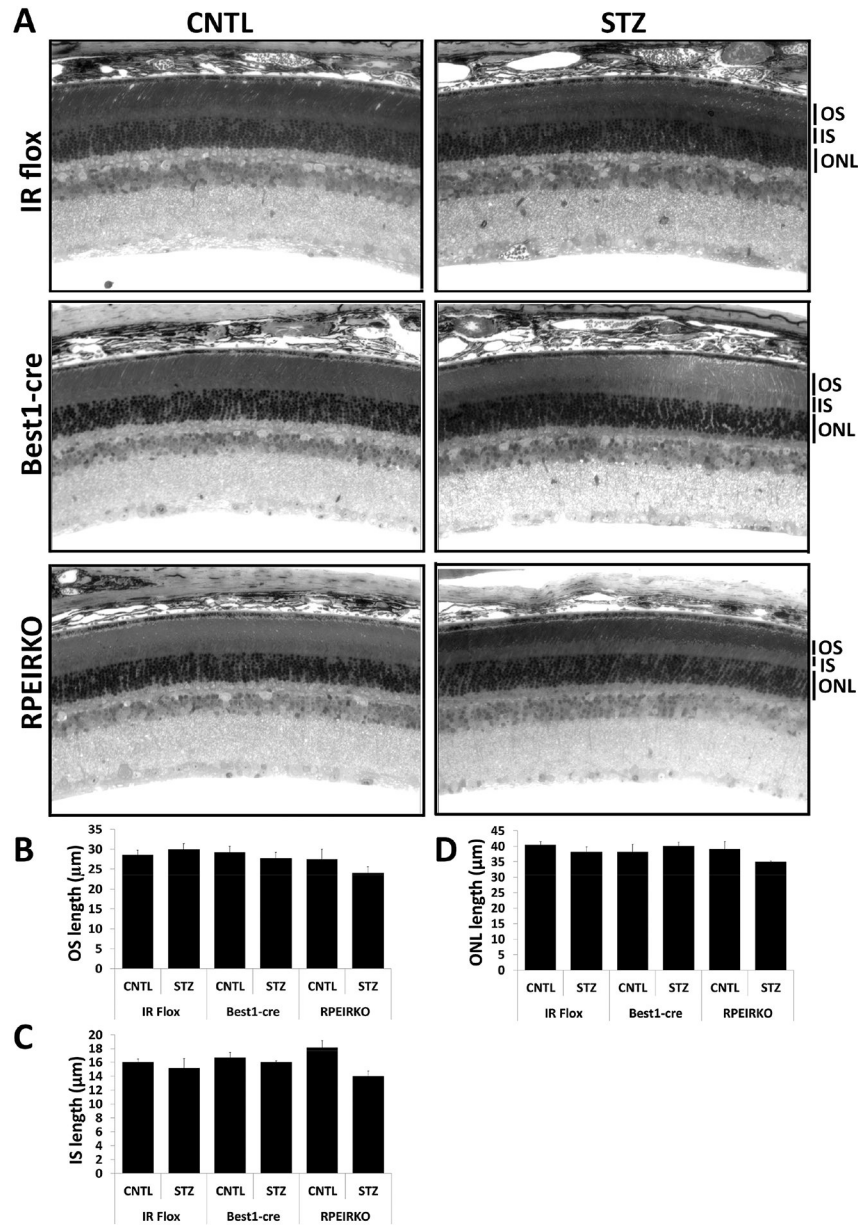 A
CNTL
STZ
IR flox
OS
IS
ONL
Best1-cre
OS
IS
ONL
RPEIRKO
OS
IS
ONL
B
OS length (μm)
35
30
25
20
15
10
5
0
CNTL STZ CNTL STZ CNTL STZ
IR Flox Best1-cre RPEIRKO
D
ONL length (μm)
45
40
35
30
25
20
15
10
5
0
CNTL STZ CNTL STZ CNTL STZ
IR Flox Best1-cre RPEIRKO
C
IS length (μm)
20
18
16
14
12
10
8
6
4
2
0
CNTL STZ CNTL STZ CNTL STZ
IR Flox Best1-cre RPEIRKO